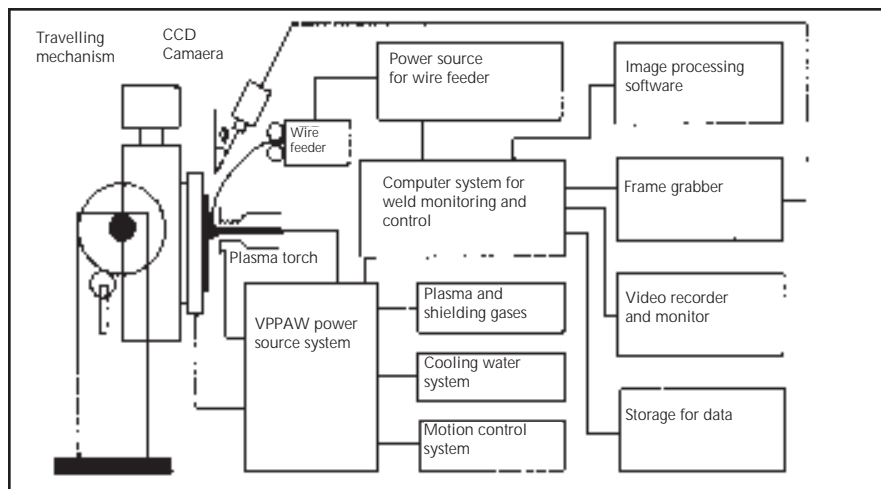 Travelling
mechanism
CCD
Camaera
Power source
for wire feeder
Image processing
software
Wire
feeder
Computer system for
weld monitoring and
control
Frame grabber
Plasma torch
VPPAW power
source system
Plasma and
shielding gases
Video recorder
and monitor
Cooling water
system
Storage for data
Motion control
system